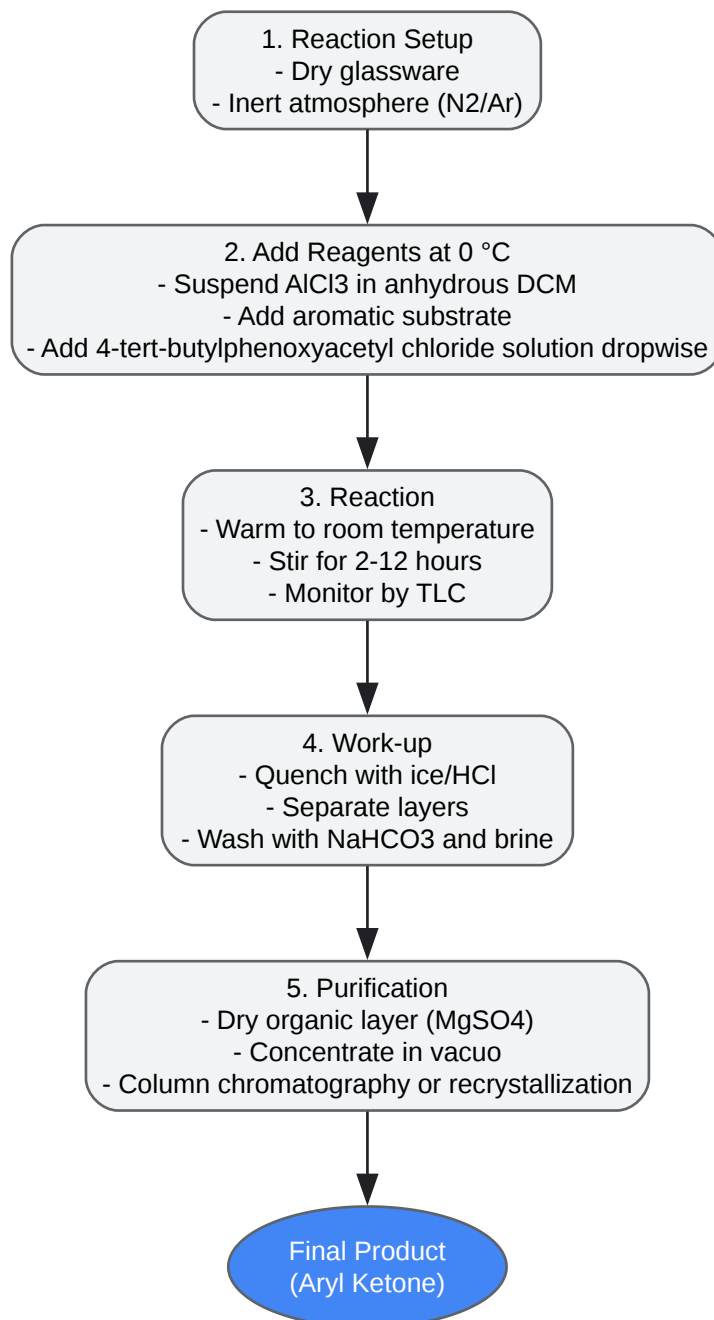 1. Reaction Setup
- Dry glassware
- Inert atmosphere (N2/Ar)
2. Add Reagents at 0 °C
- Suspend AlCl3 in anhydrous DCM
- Add aromatic substrate
- Add 4-tert-butylphenoxyacetyl chloride solution dropwise
3. Reaction
- Warm to room temperature
- Stir for 2-12 hours
- Monitor by TLC
4. Work-up
- Quench with ice/HCl
- Separate layers
- Wash with NaHCO3 and brine
5. Purification
- Dry organic layer (MgSO4)
- Concentrate in vacuo
- Column chromatography or recrystallization
Final Product
(Aryl Ketone)